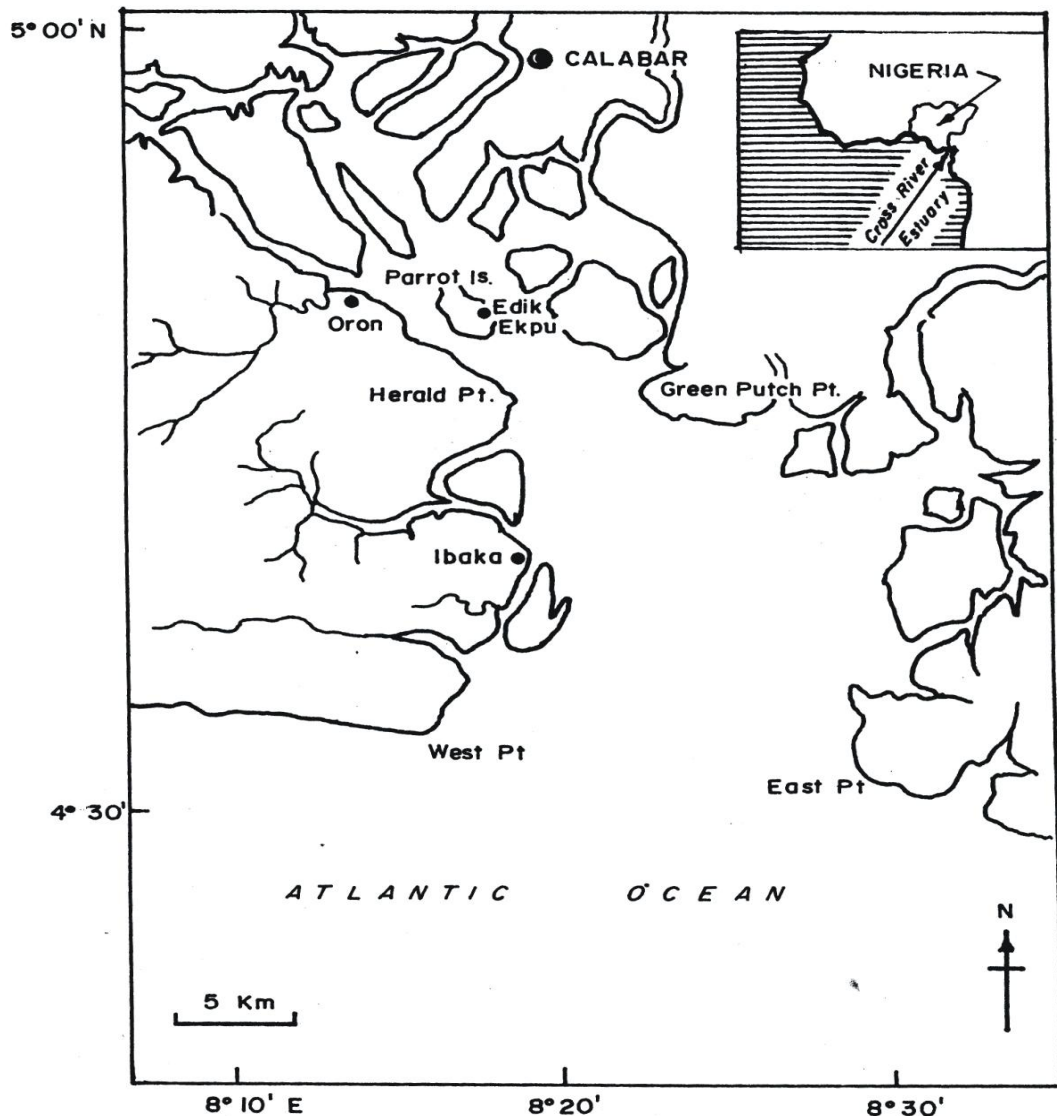 5° 00' N
CALABAR
NIGERIA
Cross River
Estuary
Parrot Is.
Edik
Ekpu
Oron
Herald Pt.
Green Putch Pt.
Ibaka
West Pt
East Pt
4° 30'
ATLANTIC OCEAN
N
5 Km
8° 10' E
8° 20'
8° 30'